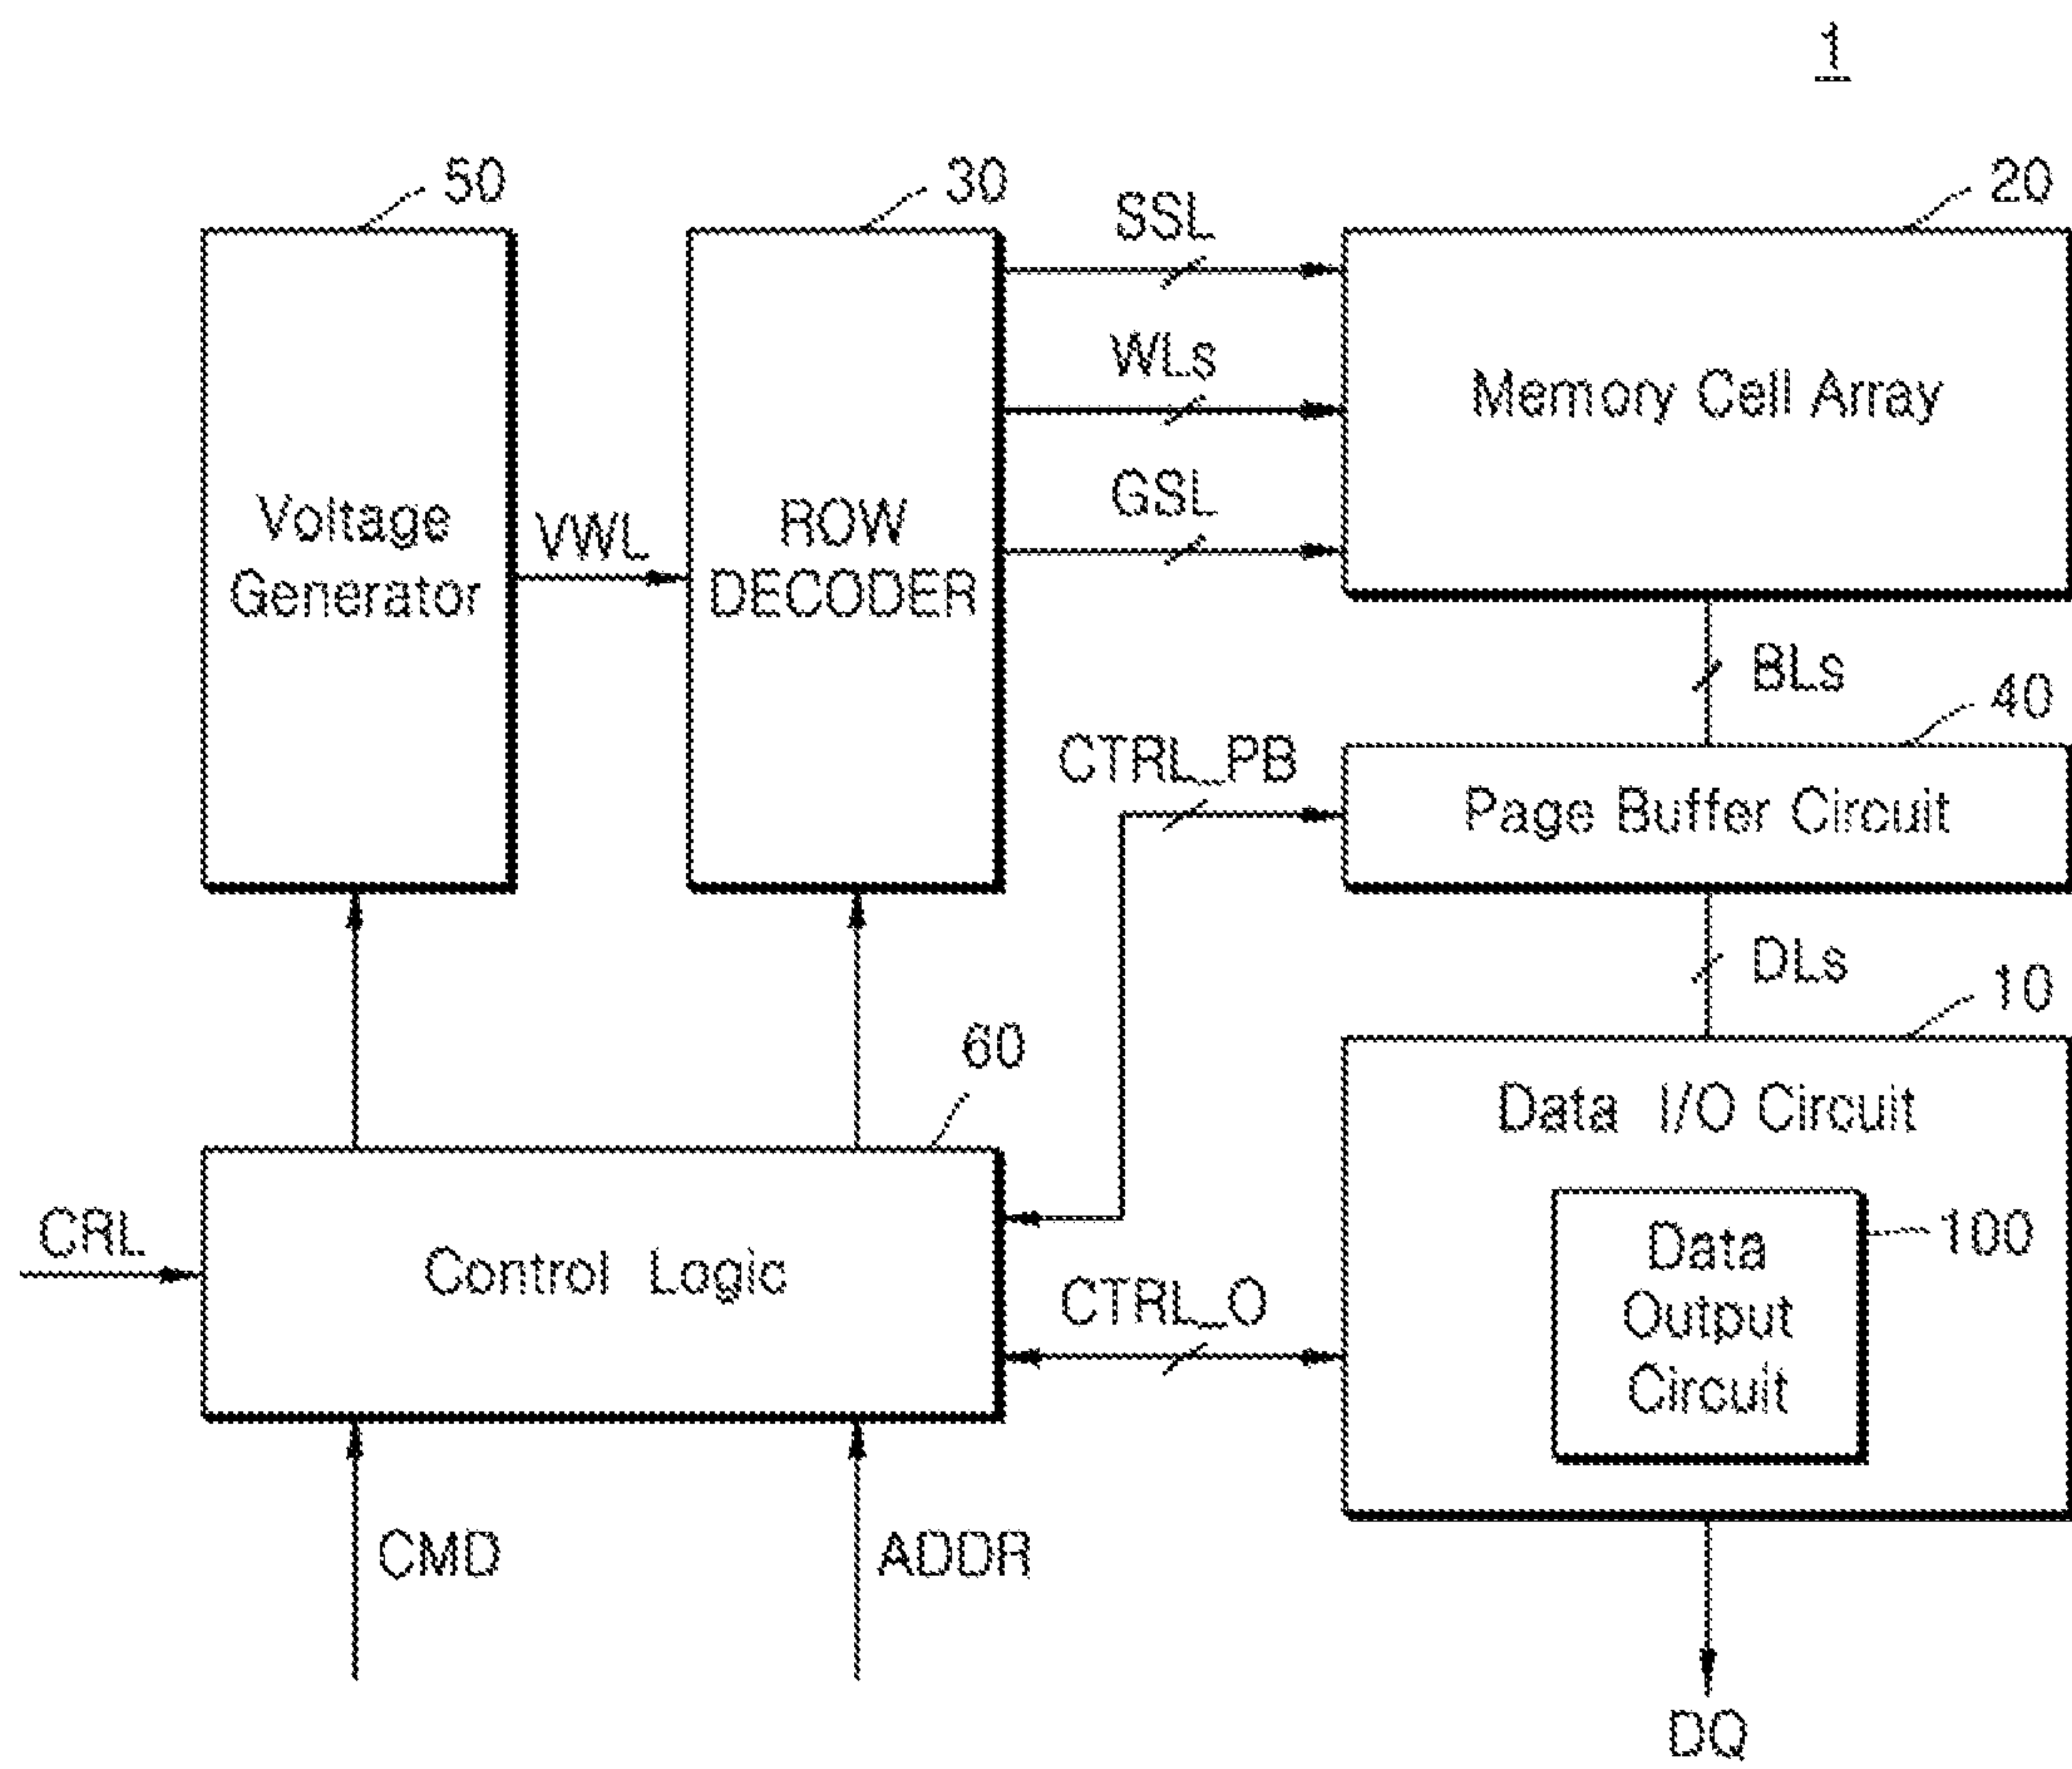 1
50
30
20
SSL
WLs
GSL
Memory Cell Array
Voltage
Generator
VWL
ROW
DECODER
BLs
40
CTRL_PB
Page Buffer Circuit
DLs
10
60
Data I/O Circuit
CRL
Control Logic
CTRL_O
Data
Output
Circuit
100
CMD
ADDR
DQ